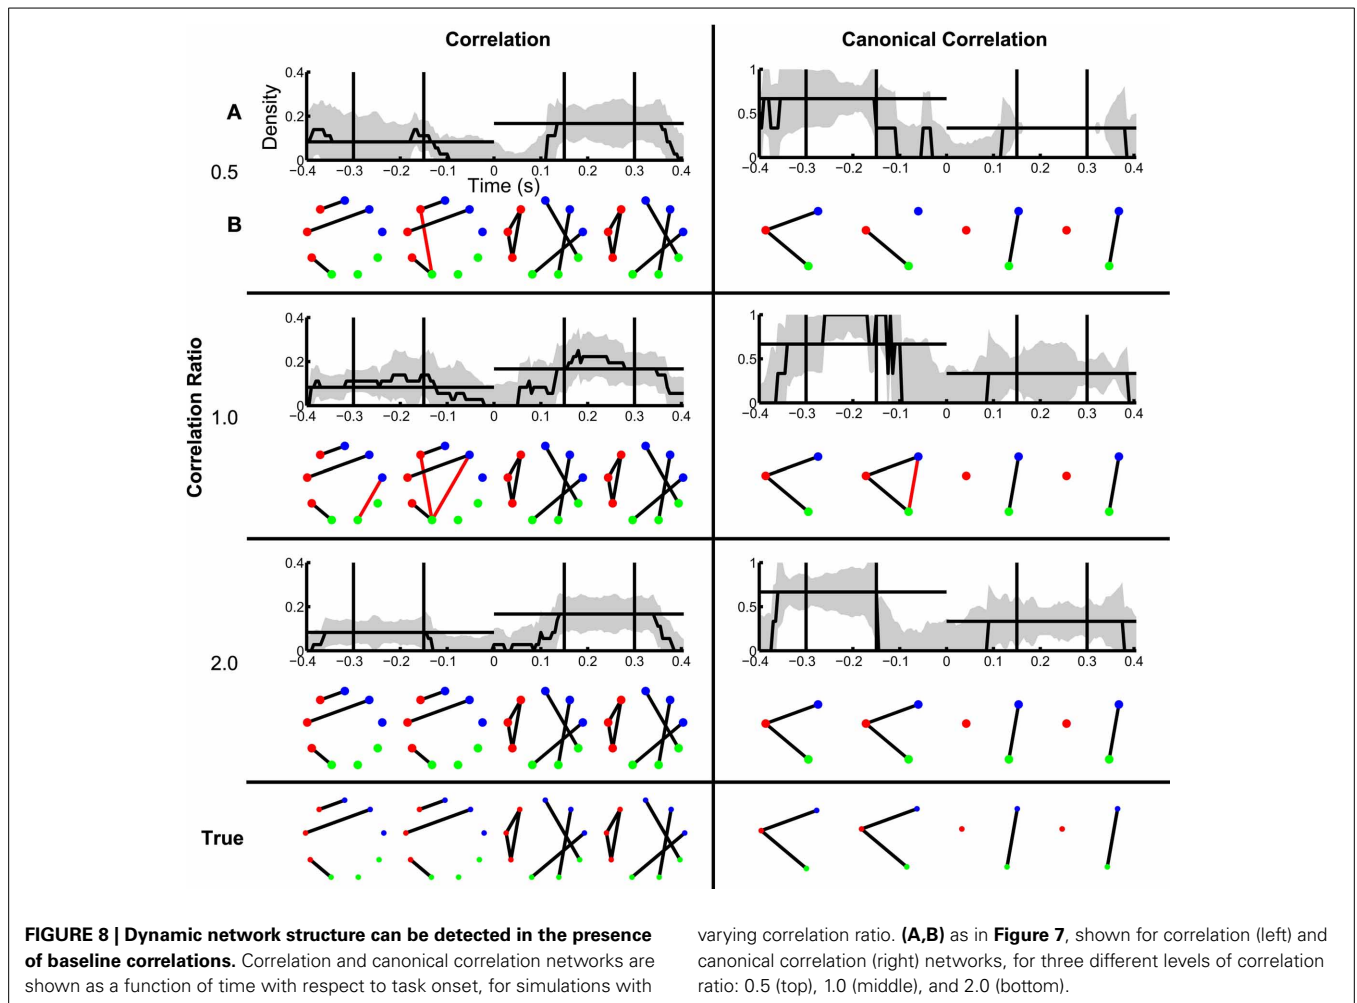 Correlation
Canonical Correlation
A
0.5
Density
0.4
0.2
0
−0.4 −0.3 −0.2 −0.1 0 0.1 0.2 0.3 0.4
Time (s)
1
0.5
0
−0.4 −0.3 −0.2 −0.1 0 0.1 0.2 0.3 0.4
B
Correlation Ratio
1.0
0.4
0.2
0
−0.4 −0.3 −0.2 −0.1 0 0.1 0.2 0.3 0.4
1
0.5
0
−0.4 −0.3 −0.2 −0.1 0 0.1 0.2 0.3 0.4
2.0
0.4
0.2
0
−0.4 −0.3 −0.2 −0.1 0 0.1 0.2 0.3 0.4
1
0.5
0
−0.4 −0.3 −0.2 −0.1 0 0.1 0.2 0.3 0.4
True
FIGURE 8 | Dynamic network structure can be detected in the presence
of baseline correlations. Correlation and canonical correlation networks are
shown as a function of time with respect to task onset, for simulations with
varying correlation ratio. (A,B) as in Figure 7, shown for correlation (left) and
canonical correlation (right) networks, for three different levels of correlation
ratio: 0.5 (top), 1.0 (middle), and 2.0 (bottom).